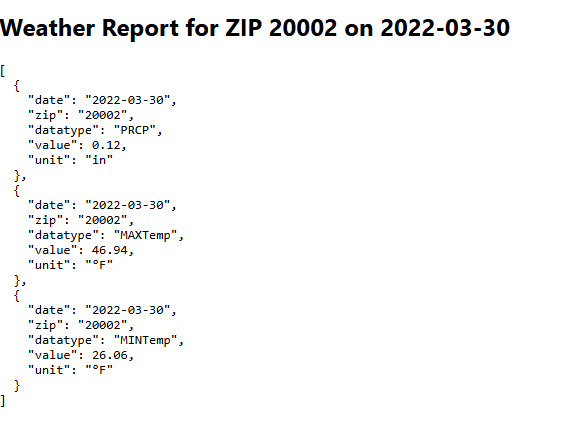 Weather Report for ZIP 20002 on 2022-03-30
[
  {
    "date": "2022-03-30",
    "zip": "20002",
    "datatype": "PRCP",
    "value": 0.12,
    "unit": "in"
  },
  {
    "date": "2022-03-30",
    "zip": "20002",
    "datatype": "MAXTemp",
    "value": 46.94,
    "unit": "°F"
  },
  {
    "date": "2022-03-30",
    "zip": "20002",
    "datatype": "MINTemp",
    "value": 26.06,
    "unit": "°F"
  }
]